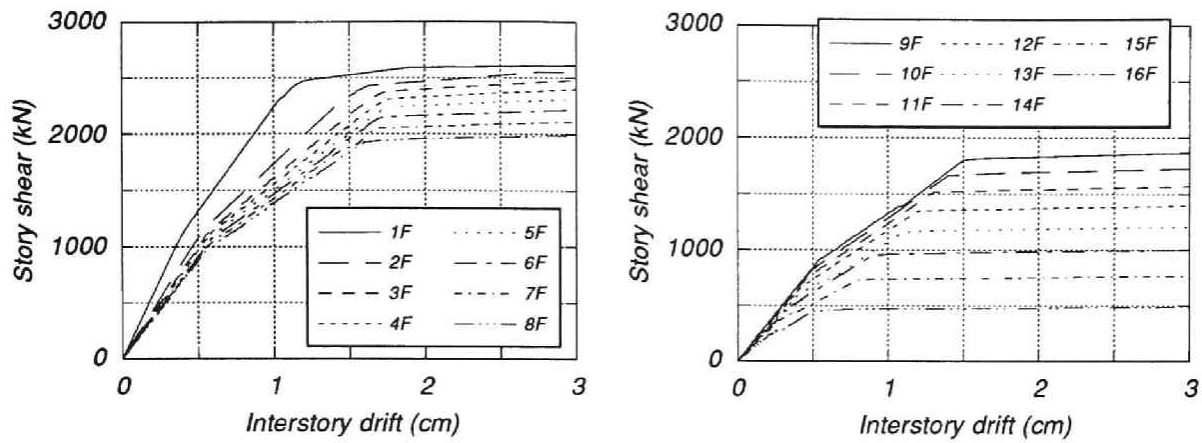 3000
2000
1000
0
Story shear (kN)
0 1 2 3
Interstory drift (cm)
1F 5F
2F 6F
3F 7F
4F 8F
3000
2000
1000
0
Story shear (kN)
0 1 2 3
Interstory drift (cm)
9F 12F 15F
10F 13F 16F
11F 14F